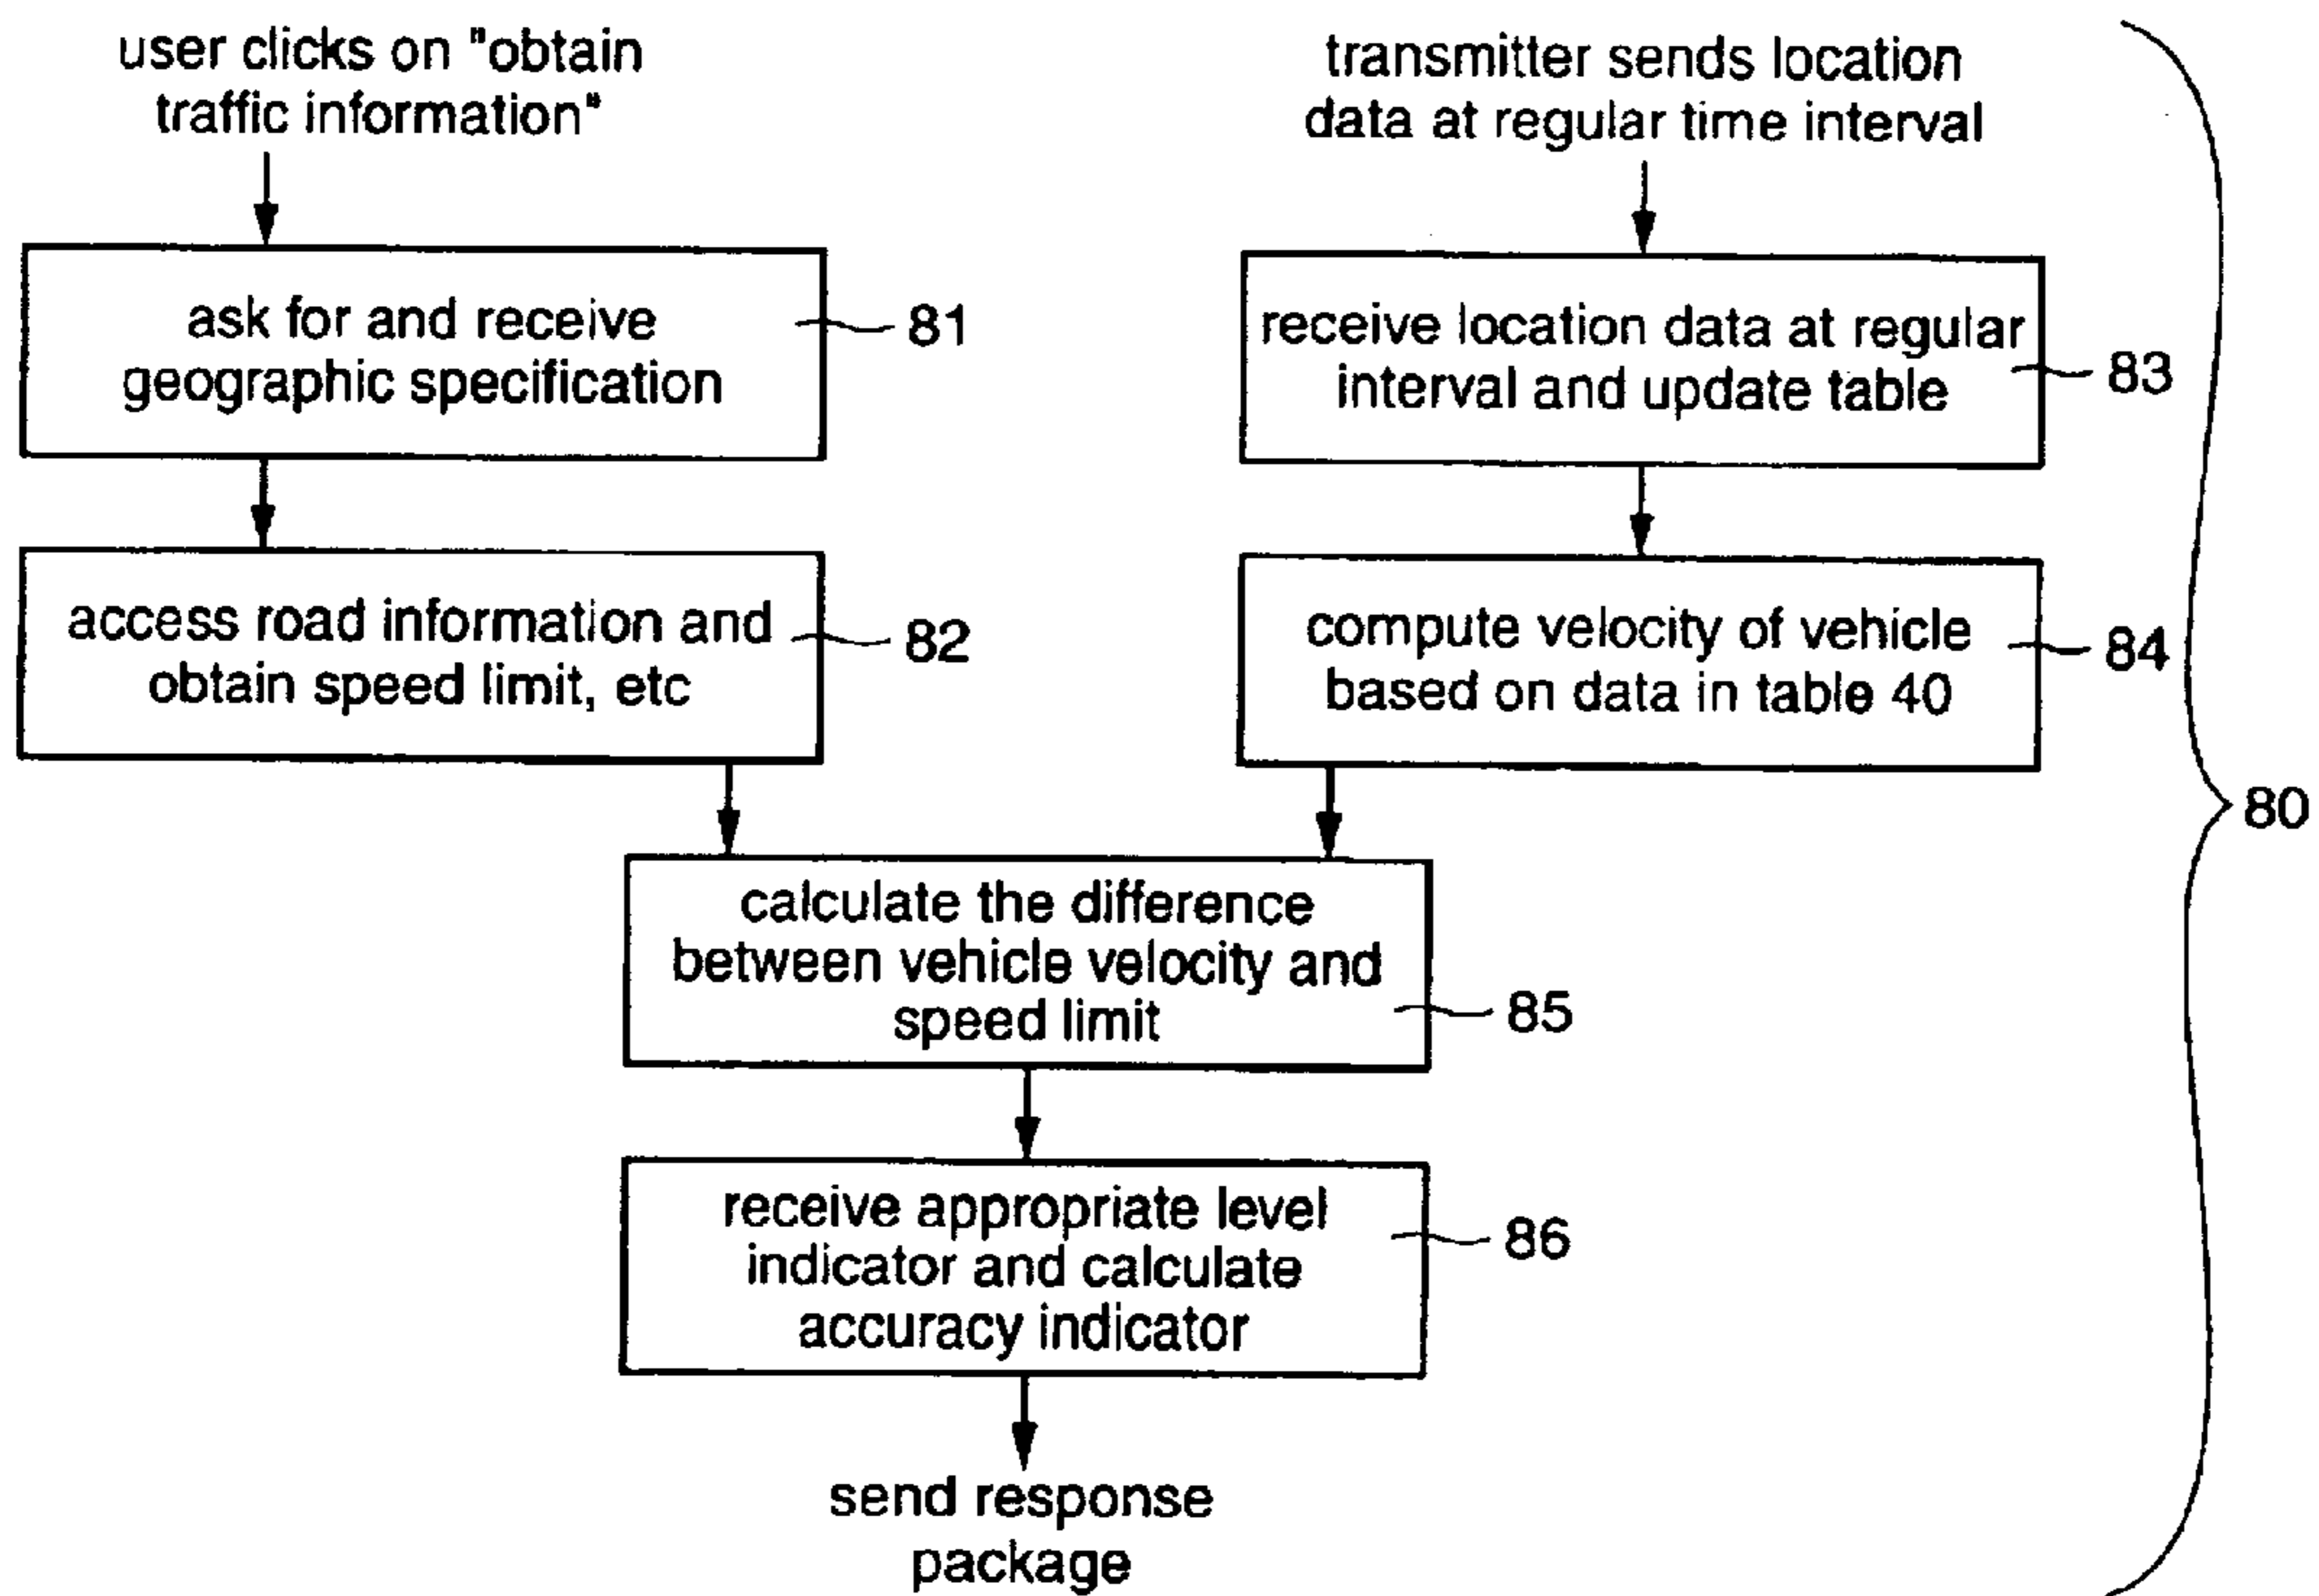 user clicks on "obtain
traffic information"
transmitter sends location
data at regular time interval
ask for and receive
geographic specification
81
receive location data at regular
interval and update table
83
access road information and
obtain speed limit, etc
82
compute velocity of vehicle
based on data in table 40
84
80
calculate the difference
between vehicle velocity and
speed limit
85
receive appropriate level
indicator and calculate
accuracy indicator
86
send response
package